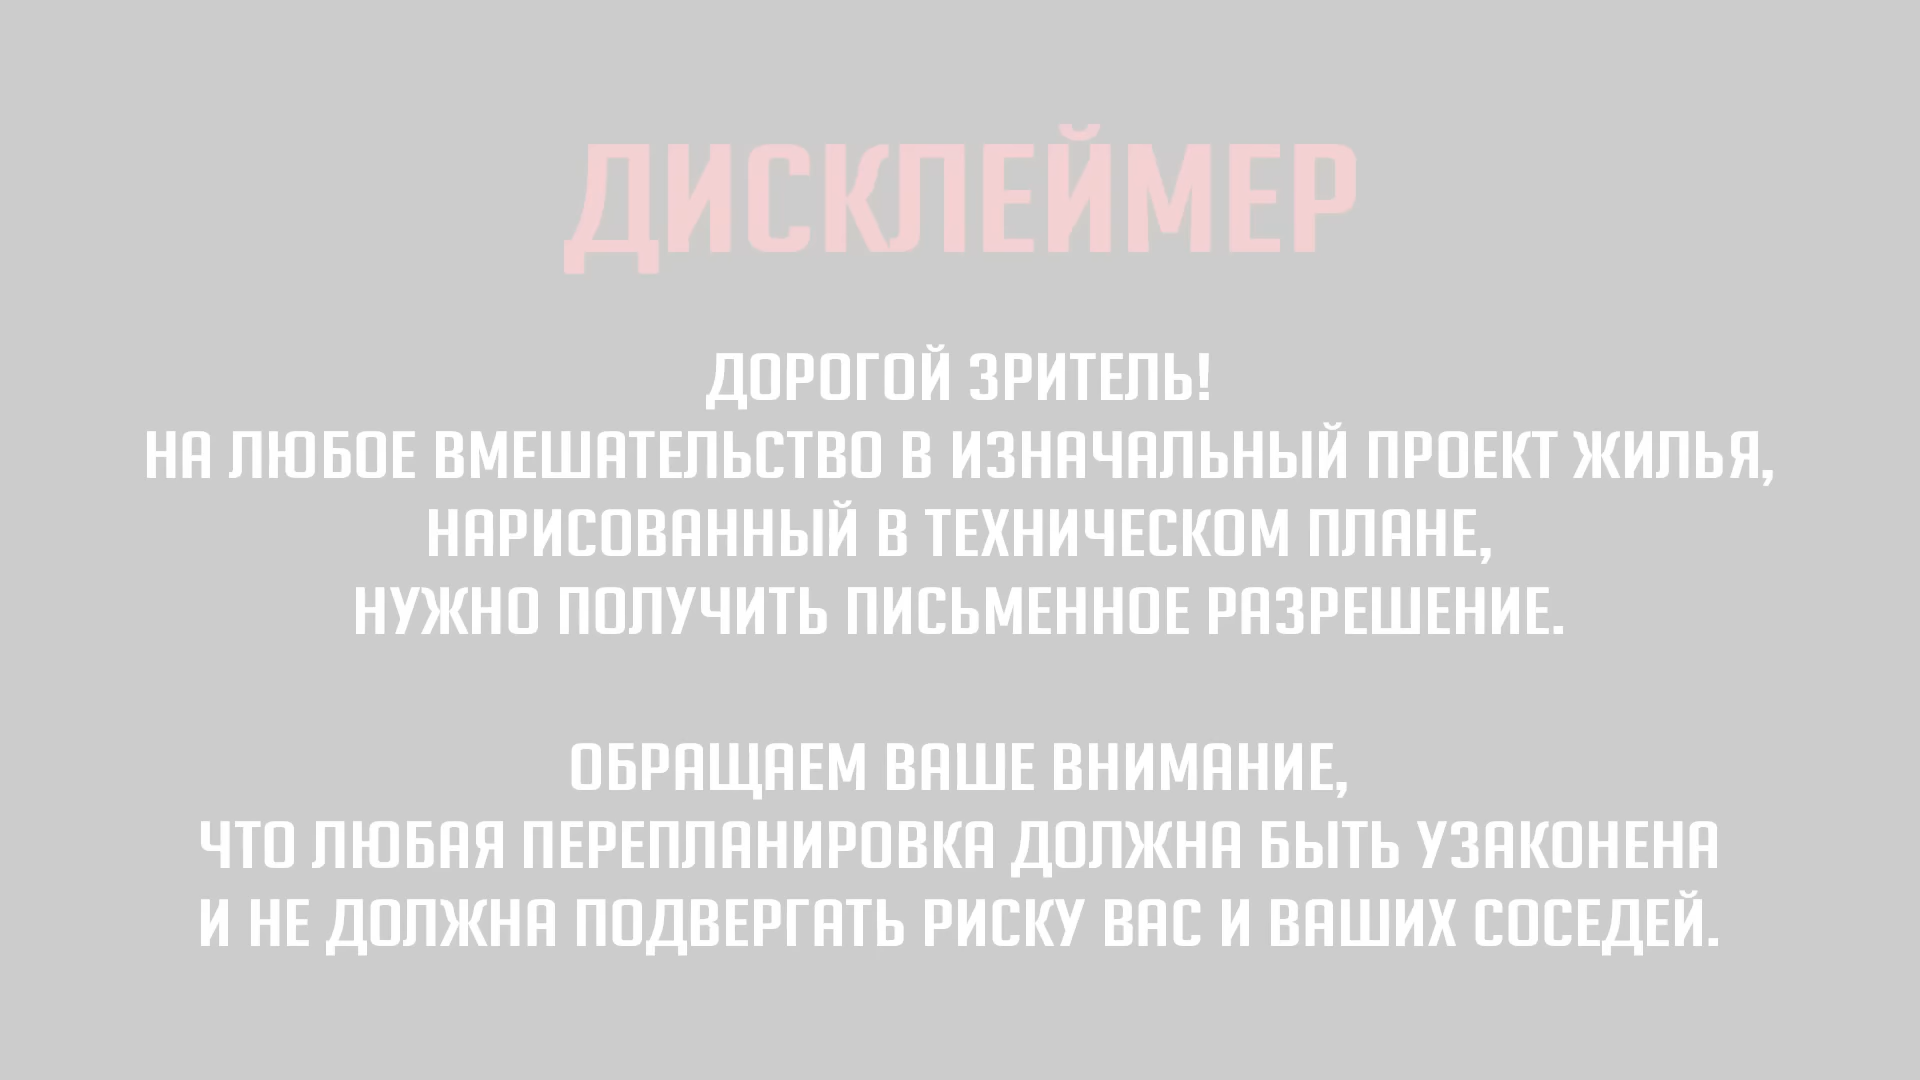 ДИСКЛЕЙМЕР
ДОРОГОЙ ЗРИТЕЛЬ!
НА ЛЮБОЕ ВМЕШАТЕЛЬСТВО В ИЗНАЧАЛЬНЫЙ ПРОЕКТ ЖИЛЬЯ,
НАРИСОВАННЫЙ В ТЕХНИЧЕСКОМ ПЛАНЕ,
НУЖНО ПОЛУЧИТЬ ПИСЬМЕННОЕ РАЗРЕШЕНИЕ.
ОБРАЩАЕМ ВАШЕ ВНИМАНИЕ,
ЧТО ЛЮБАЯ ПЕРЕПЛАНИРОВКА ДОЛЖНА БЫТЬ УЗАКОНЕНА
И НЕ ДОЛЖНА ПОДВЕРГАТЬ РИСКУ ВАС И ВАШИХ СОСЕДЕЙ.